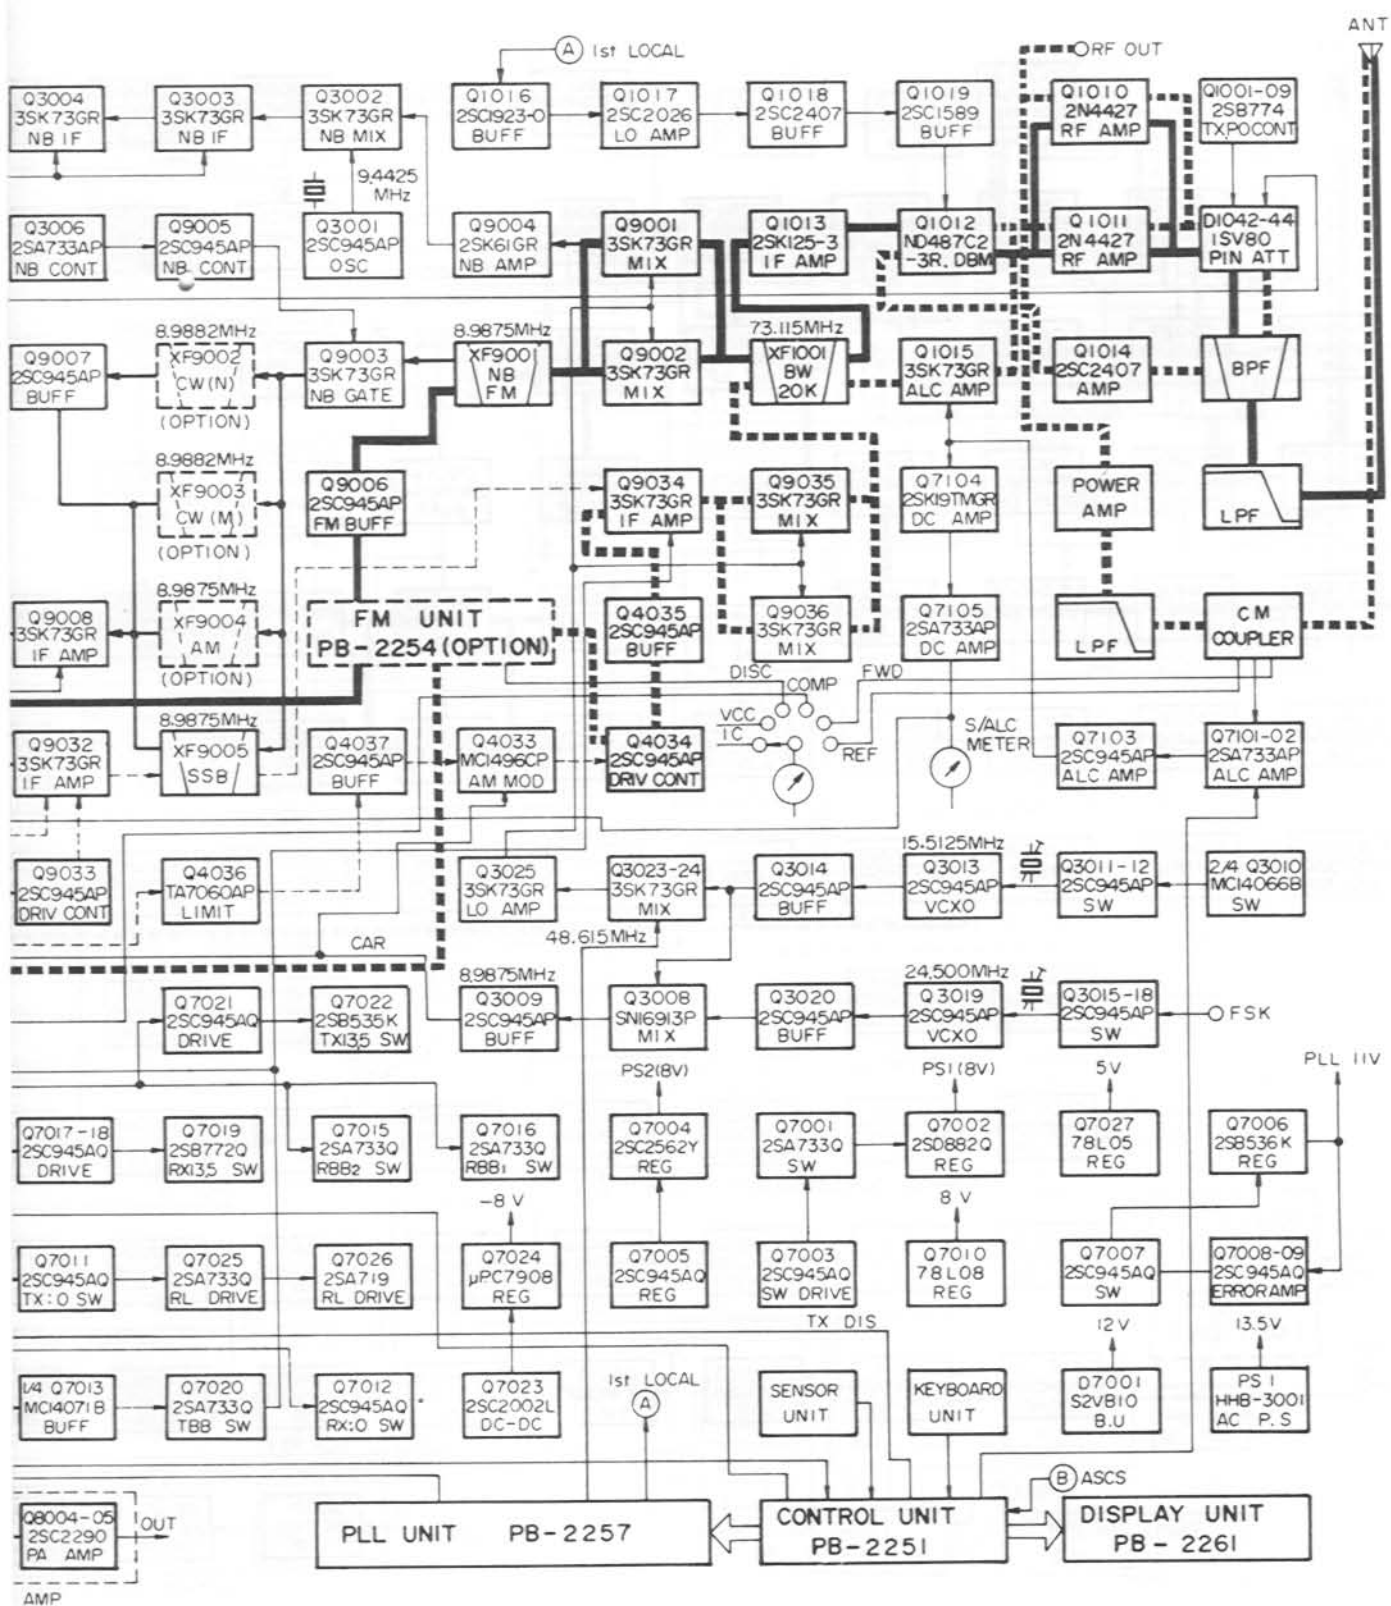 ANT
A 1st LOCAL
RF OUT
Q3004
3SK73GR
NB IF
Q3003
3SK73GR
NB IF
Q3002
3SK73GR
NB MIX
Q1016
2SC1923-O
BUFF
Q1017
2SC2026
LO AMP
Q1018
2SC2407
BUFF
Q1019
2SC1589
BUFF
Q1010
2N4427
RF AMP
Q1001-09
2SB774
TX.PO CONT
9.4425
MHz
Q3006
2SA733AP
NB CONT
Q9005
2SC945AP
NB CONT
Q3001
2SC945AP
OSC
Q9004
2SK61GR
NB AMP
Q9001
3SK73GR
MIX
Q1013
2SK125-3
IF AMP
Q1012
ND487C2
-3R. DBM
Q1011
2N4427
RF AMP
D1042-44
1SV80
PIN ATT
8.9882MHz
8.9875MHz
73.115MHz
Q9007
2SC945AP
BUFF
XF9002
CW (N)
(OPTION)
Q9003
3SK73GR
NB GATE
XF9001
NB
FM
Q9002
3SK73GR
MIX
XF1001
BW
20K
Q1015
3SK73GR
ALC AMP
Q1014
2SC2407
AMP
BPF
8.9882MHz
XF9003
CW (M)
(OPTION)
Q9006
2SC945AP
FM BUFF
Q9034
3SK73GR
IF AMP
Q9035
3SK73GR
MIX
Q7104
2SK19TMGR
DC AMP
POWER
AMP
LPF
8.9875MHz
Q9008
3SK73GR
IF AMP
XF9004
AM
(OPTION)
FM UNIT
PB-2254 (OPTION)
Q4035
2SC945AP
BUFF
Q9036
3SK73GR
MIX
Q7105
2SA733AP
DC AMP
LPF
CM
COUPLER
DISC
COMP
FWD
VCC
IC
REF
S/ALC
METER
8.9875MHz
Q9032
3SK73GR
IF AMP
XF9005
SSB
Q4037
2SC945AP
BUFF
Q4033
MC1496CP
AM MOD
Q4034
2SC945AP
DRIV CONT
Q7103
2SC945AP
ALC AMP
Q7101-02
2SA733AP
ALC AMP
15.5125MHz
Q9033
2SC945AP
DRIV CONT
Q4036
TA7060AP
LIMIT
Q3025
3SK73GR
LO AMP
Q3023-24
3SK73GR
MIX
Q3014
2SC945AP
BUFF
Q3013
2SC945AP
VCXO
Q3011-12
2SC945AP
SW
2/4 Q3010
MC14066B
SW
CAR
48.615MHz
8.9875MHz
24.500MHz
Q7021
2SC945AQ
DRIVE
Q7022
2SB535K
TX13.5 SW
Q3009
2SC945AP
BUFF
Q3008
SN16913P
MIX
Q3020
2SC945AP
BUFF
Q3019
2SC945AP
VCXO
Q3015-18
2SC945AP
SW
FSK
PS2(8V)
PS1(8V)
5V
PLL 11V
Q7017-18
2SC945AQ
DRIVE
Q7019
2SB772Q
RX13.5 SW
Q7015
2SA733Q
RBB2 SW
Q7016
2SA733Q
RBB1 SW
Q7004
2SC2562Y
REG
Q7001
2SA733Q
SW
Q7002
2SD882Q
REG
Q7027
78L05
REG
Q7006
2SB536K
REG
-8 V
8 V
Q7011
2SC945AQ
TX:O SW
Q7025
2SA733Q
RL DRIVE
Q7026
2SA719
RL DRIVE
Q7024
µPC7908
REG
Q7005
2SC945AQ
REG
Q7003
2SC945AQ
SW DRIVE
Q7010
78L08
REG
Q7007
2SC945AQ
SW
Q7008-09
2SC945AQ
ERROR AMP
TX DIS
12V
13.5V
1/4 Q7013
MC14071B
BUFF
Q7020
2SA733Q
TBB SW
Q7012
2SC945AQ
RX:O SW
Q7023
2SC2002L
DC-DC
1st LOCAL
A
SENSOR
UNIT
KEYBOARD
UNIT
D7001
S2VB10
B.U
PS 1
HHB-3001
AC P.S
B ASCS
Q8004-05
2SC2290
PA AMP
OUT
PLL UNIT PB-2257
CONTROL UNIT
PB-2251
DISPLAY UNIT
PB-2261
AMP